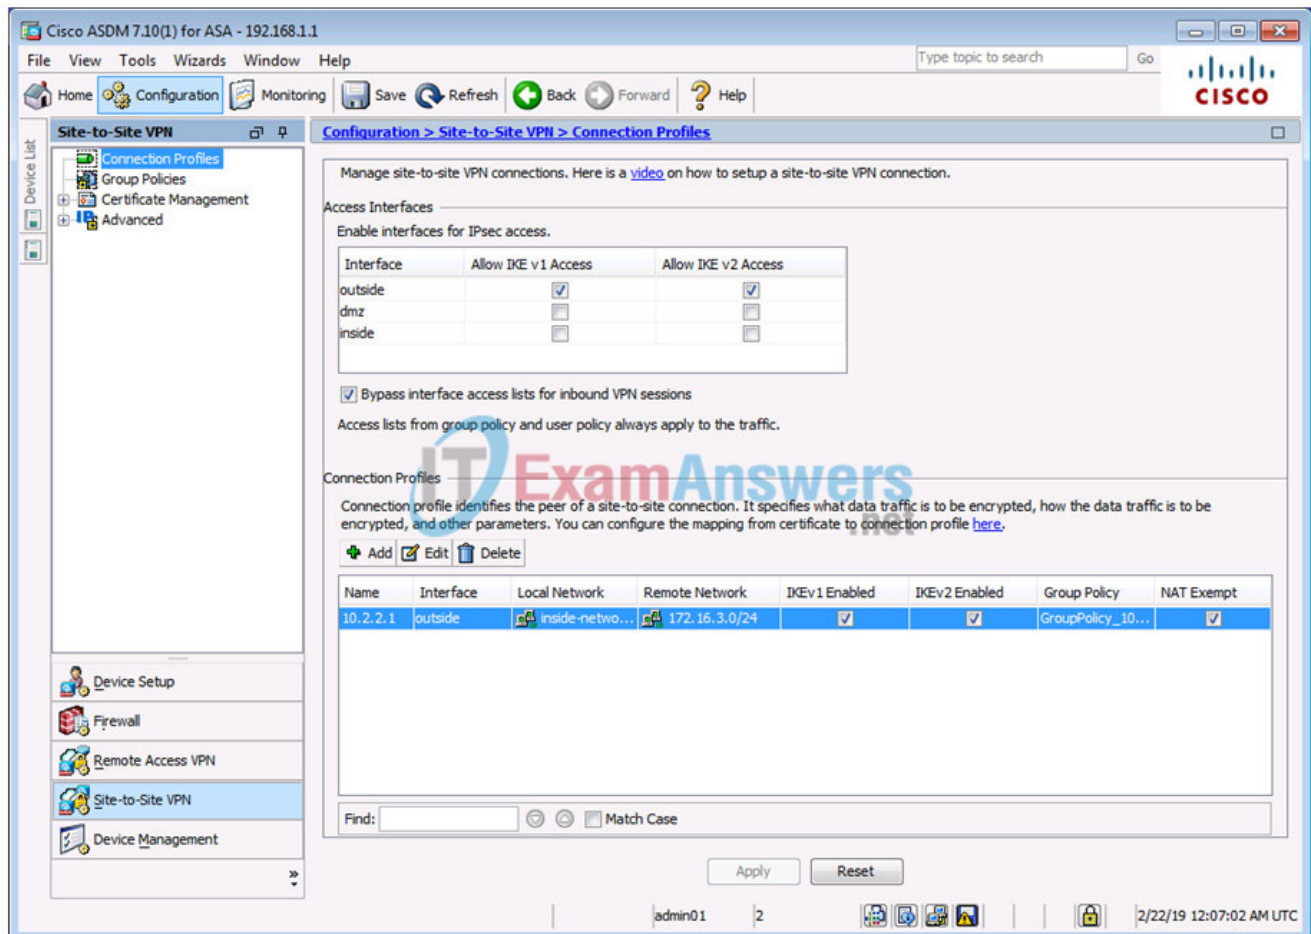 Cisco ASDM 7.10(1) for ASA - 192.168.1.1
File View Tools Wizards Window Help
Type topic to search Go
Home Configuration Monitoring Save Refresh Back Forward Help
CISCO
Device List
Site-to-Site VPN
Connection Profiles
Group Policies
Certificate Management
Advanced
Device Setup
Firewall
Remote Access VPN
Site-to-Site VPN
Device Management
Configuration > Site-to-Site VPN > Connection Profiles
Manage site-to-site VPN connections. Here is a video on how to setup a site-to-site VPN connection.
Access Interfaces
Enable interfaces for IPsec access.
Interface Allow IKE v1 Access Allow IKE v2 Access
outside
dmz
inside
Bypass interface access lists for inbound VPN sessions
Access lists from group policy and user policy always apply to the traffic.
ITExamAnswers
.net
Connection Profiles
Connection profile identifies the peer of a site-to-site connection. It specifies what data traffic is to be encrypted, how the data traffic is to be
encrypted, and other parameters. You can configure the mapping from certificate to connection profile here.
Add Edit Delete
Name Interface Local Network Remote Network IKEv1 Enabled IKEv2 Enabled Group Policy NAT Exempt
10.2.2.1 outside inside-netwo... 172.16.3.0/24 GroupPolicy_10...
Find: Match Case
Apply Reset
admin01 2 2/22/19 12:07:02 AM UTC